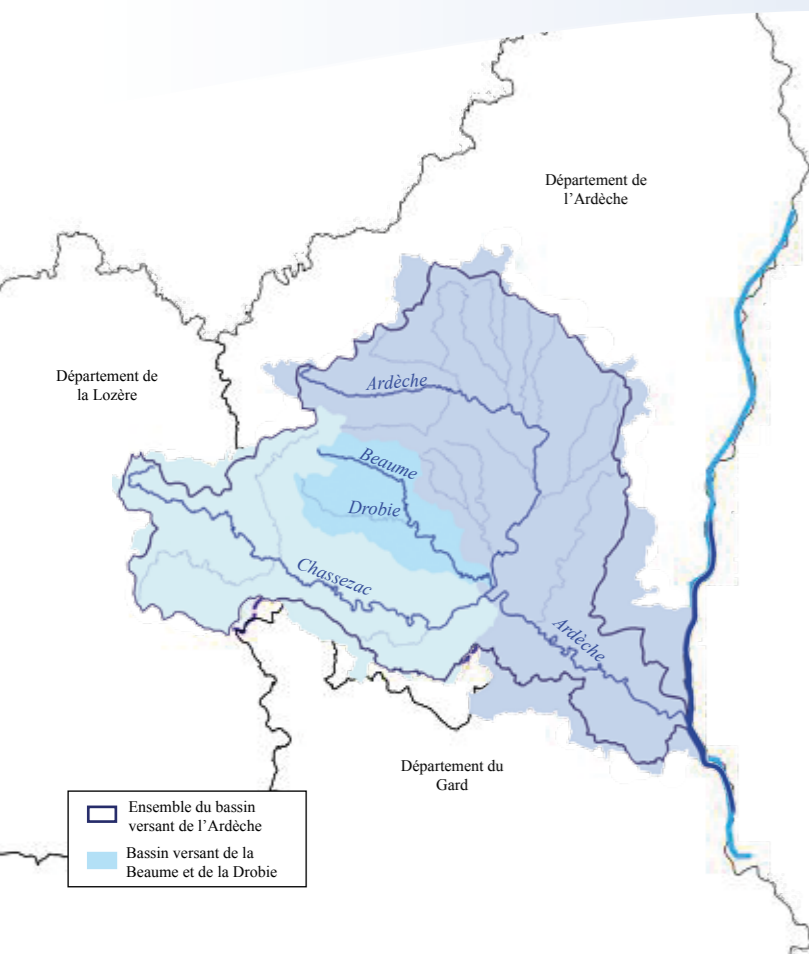 Département de
l'Ardèche
Département de
la Lozère
Ardèche
Beaume
Drobie
Chassezac
Ardèche
Département du
Gard
Ensemble du bassin
versant de l'Ardèche
Bassin versant de la
Beaume et de la Drobie